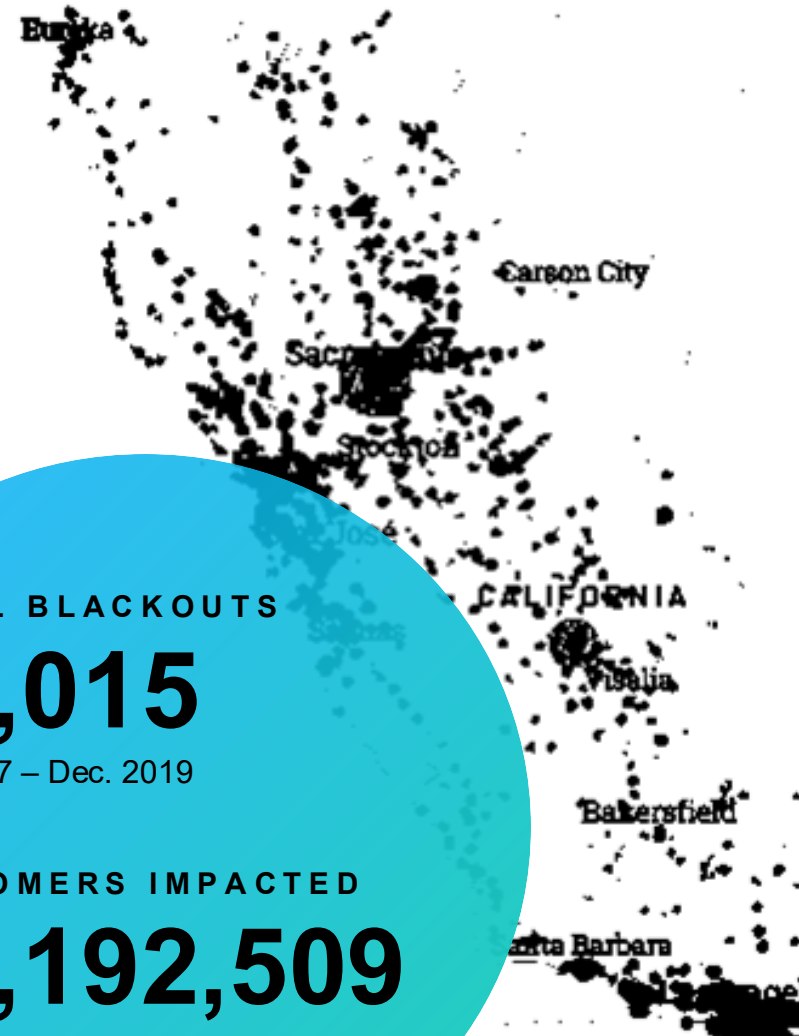 Eureka
Carson City
Sacramento
Stockton
José
L BLACKOUTS
CALIFORNIA
Salinas
,015
Visalia
7 – Dec. 2019
Bakersfield
OMERS IMPACTED
Santa Barbara
,192,509